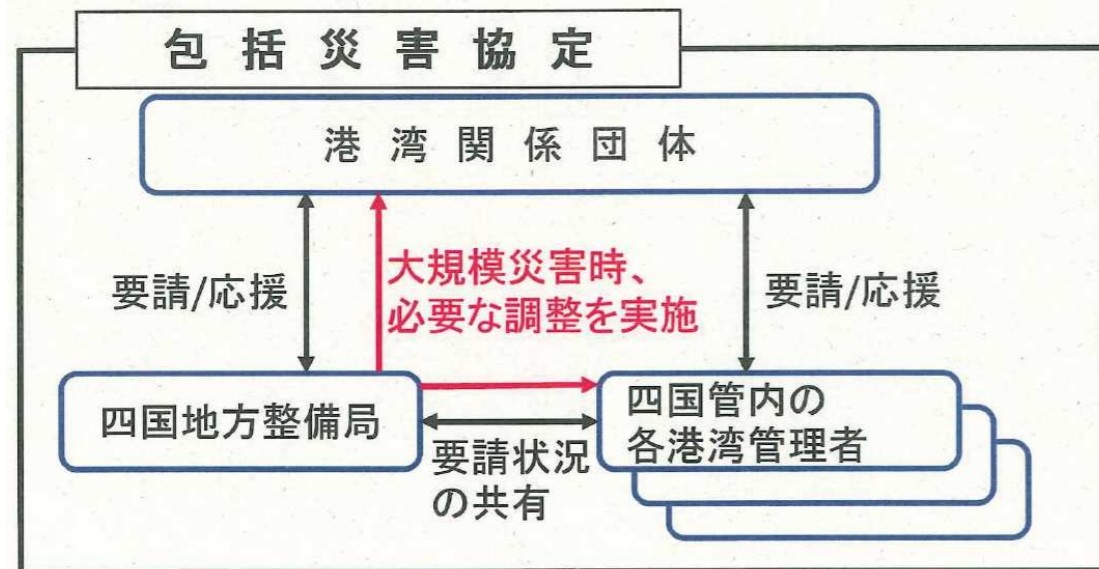 包括災害協定
港湾関係団体
大規模災害時、
必要な調整を実施
要請/応援
要請/応援
四国地方整備局
四国管内の
各港湾管理者
要請状況
の共有